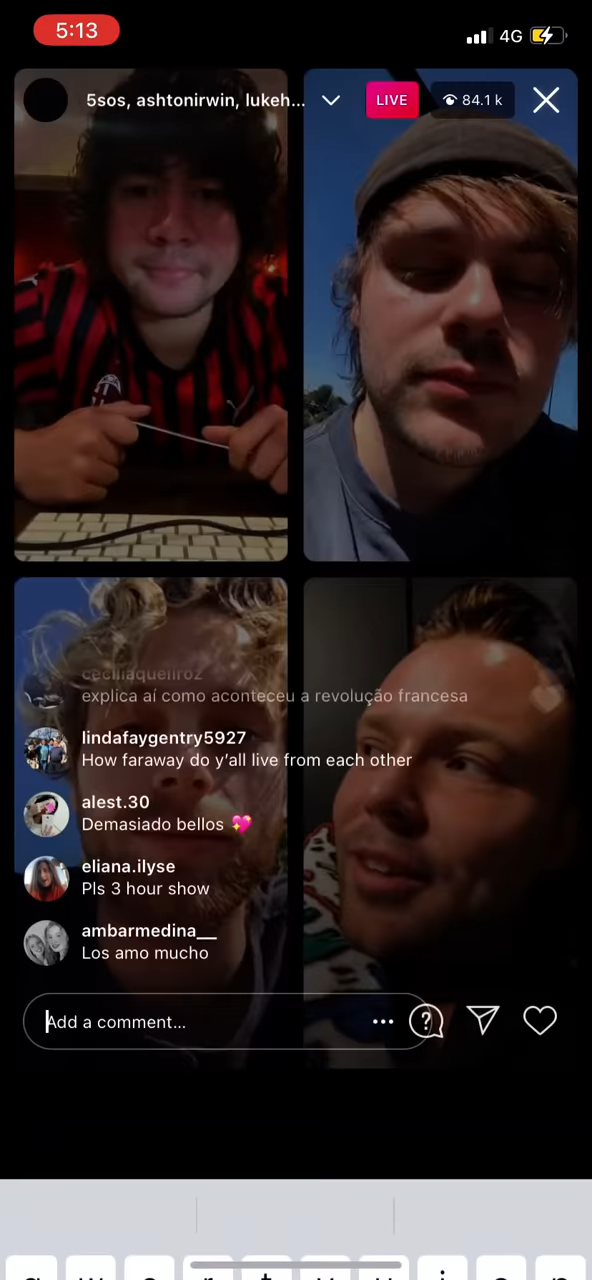 5:13
4G
5sos, ashtonirwin, lukeh...
LIVE
84.1 k
ceciliaqueiroz
explica aí como aconteceu a revolução francesa
lindafaygentry5927
How faraway do y'all live from each other
alest.30
Demasiado bellos 💖
eliana.ilyse
Pls 3 hour show
ambarmedina__
Los amo mucho
Add a comment...